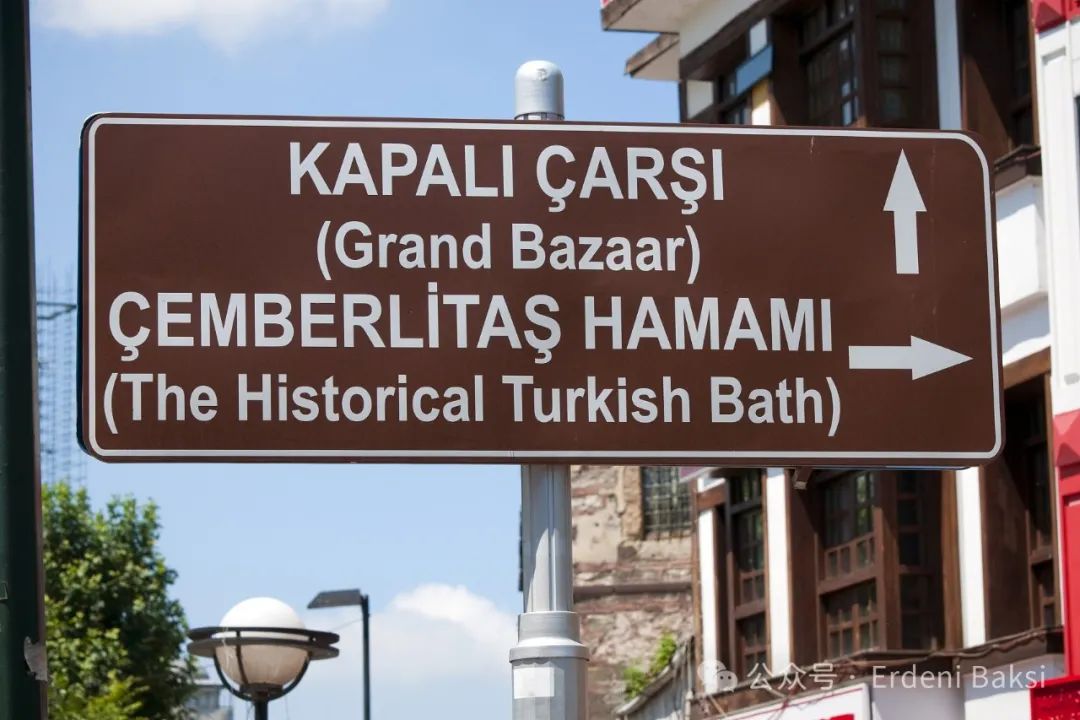 KAPALI ÇARŞI
(Grand Bazaar)
ÇEMBERLİTAŞ HAMAMI
(The Historical Turkish Bath)
公众号 · Erdeni Baksi